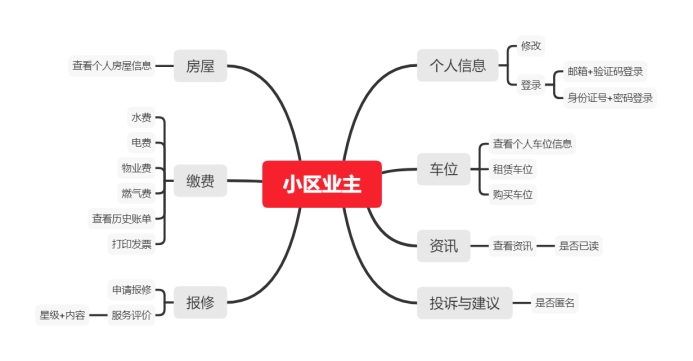 小区业主
个人信息
修改
登录
邮箱+验证码登录
身份证号+密码登录
车位
查看个人车位信息
租赁车位
购买车位
资讯
查看资讯
是否已读
投诉与建议
是否匿名
房屋
查看个人房屋信息
缴费
水费
电费
物业费
燃气费
查看历史账单
打印发票
报修
申请报修
服务评价
星级+内容